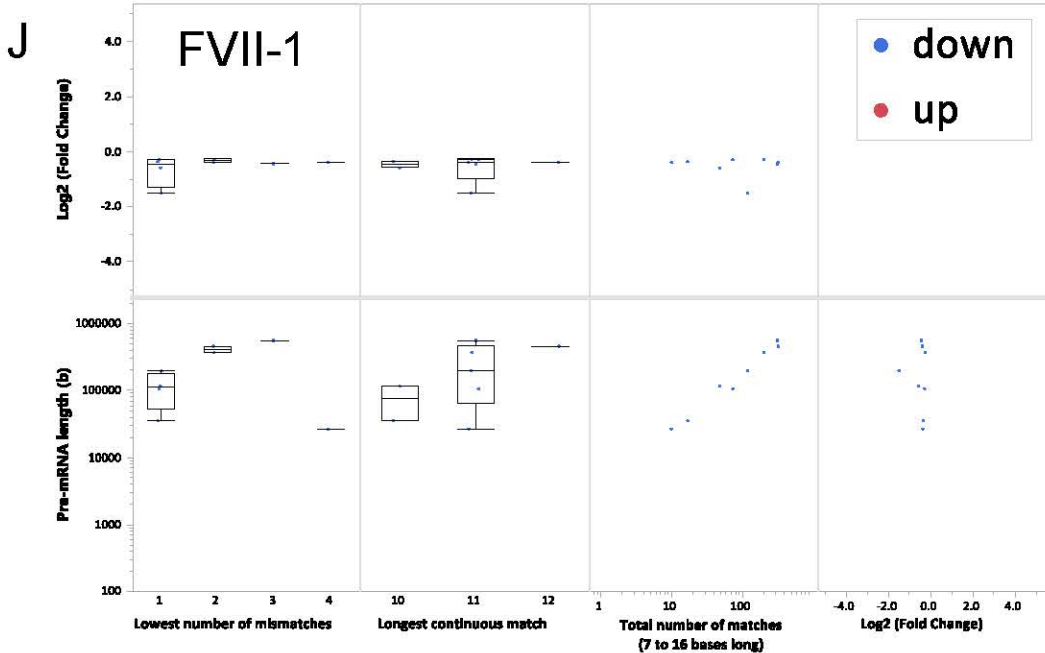 J
FVII-1
down
up
Log2 (Fold Change)
4.0
2.0
0.0
-2.0
-4.0
Pre-mRNA length (b)
1000000
100000
10000
1000
100
1 2 3 4
10 11 12
1 10 100
-4.0 -2.0 0.0 2.0 4.0
Lowest number of mismatches
Longest continuous match
Total number of matches
(7 to 16 bases long)
Log2 (Fold Change)